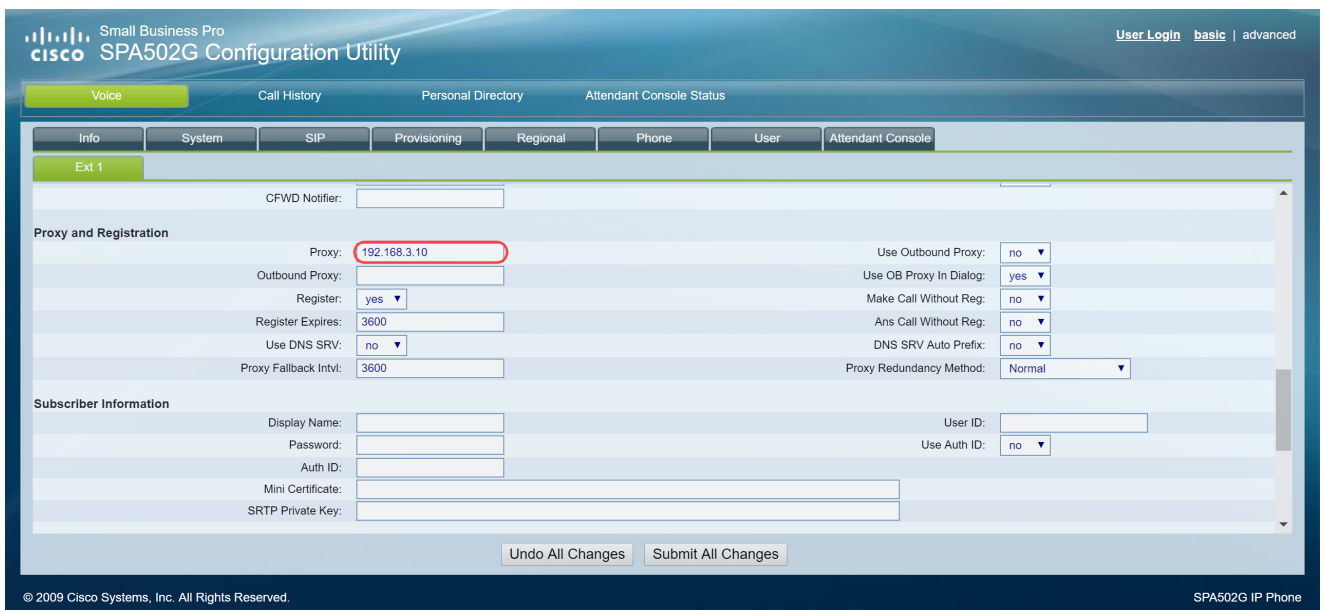 Small Business Pro
CISCO SPA502G Configuration Utility
User Login basic | advanced
Voice Call History Personal Directory Attendant Console Status
Info System SIP Provisioning Regional Phone User Attendant Console
Ext 1
CFWD Notifier:
Proxy and Registration
Proxy: 192.168.3.10 Use Outbound Proxy: no
Outbound Proxy: Use OB Proxy In Dialog: yes
Register: yes Make Call Without Reg: no
Register Expires: 3600 Ans Call Without Reg: no
Use DNS SRV: no DNS SRV Auto Prefix: no
Proxy Fallback Intvl: 3600 Proxy Redundancy Method: Normal
Subscriber Information
Display Name: User ID:
Password: Use Auth ID: no
Auth ID:
Mini Certificate:
SRTP Private Key:
Undo All Changes Submit All Changes
© 2009 Cisco Systems, Inc. All Rights Reserved. SPA502G IP Phone